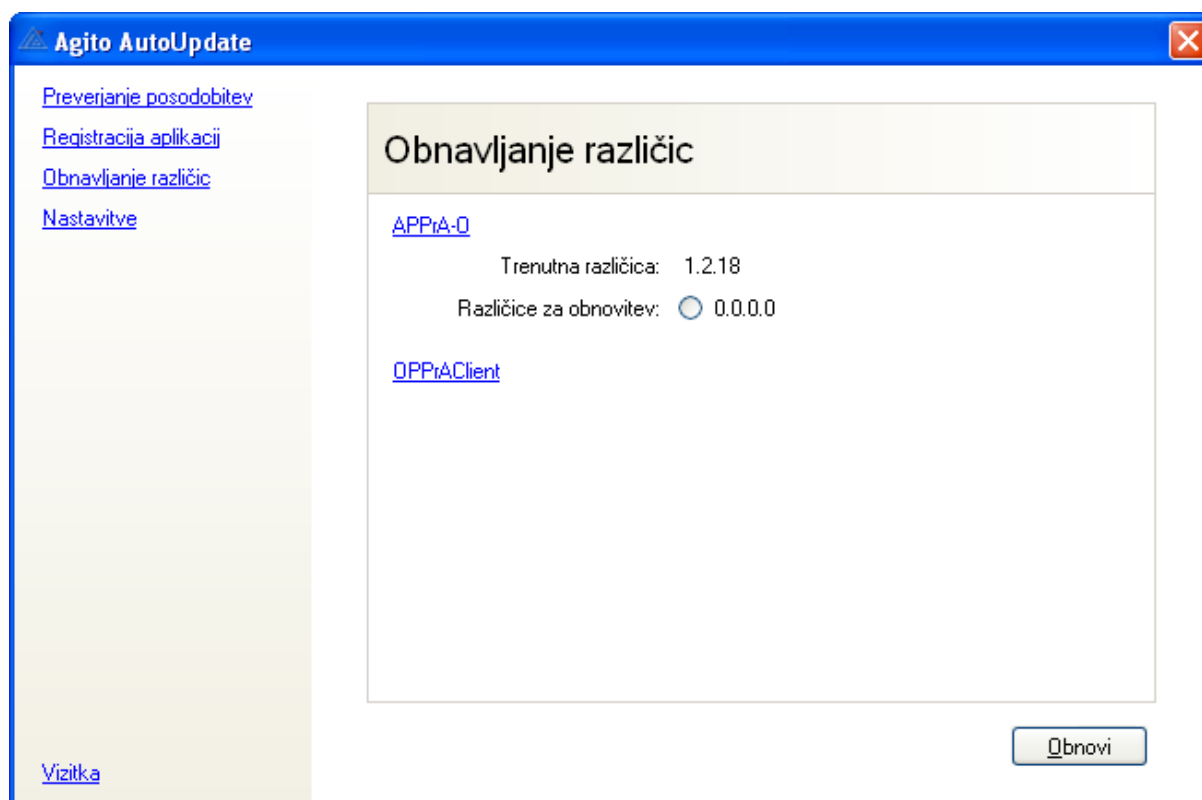 Agito AutoUpdate
Preverjanje posodobitev
Registracija aplikacij
Obnavljanje različic
Nastavitve
Vizitka
Obnavljanje različic
APPrA-O
Trenutna različica: 1.2.18
Različice za obnovitev: 0.0.0.0
OPPrAClient
Obnovi